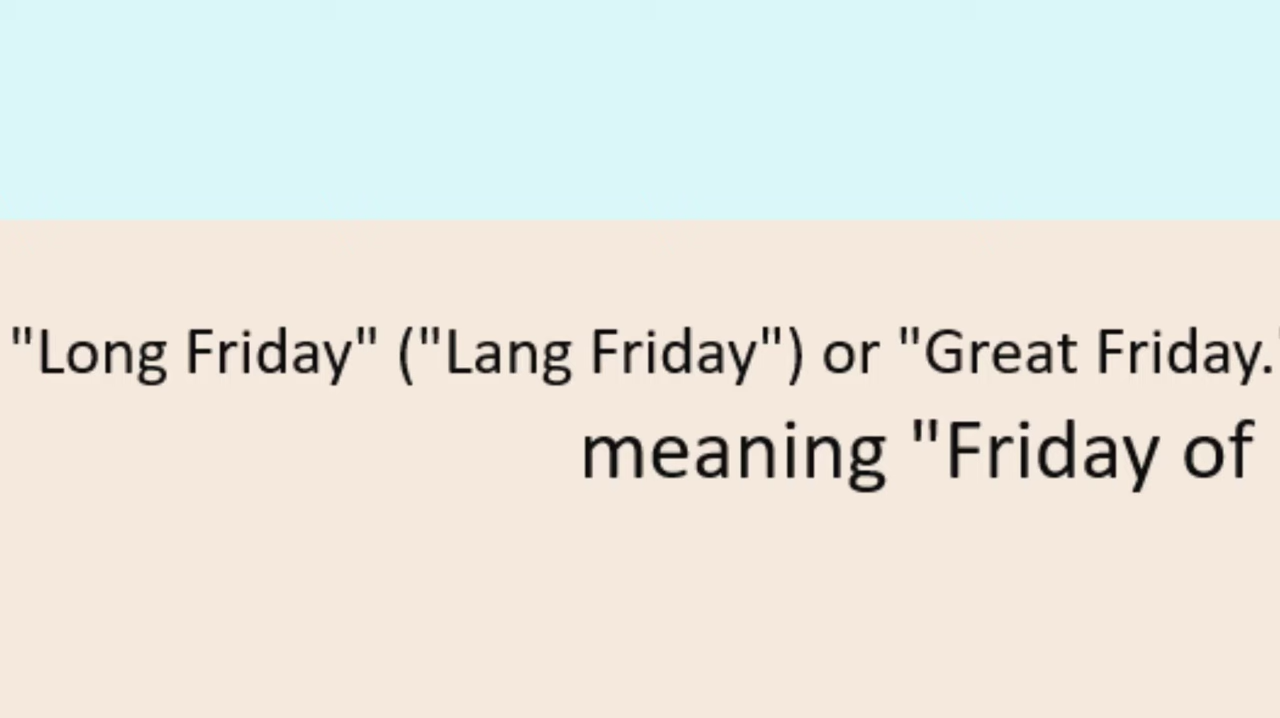 "Long Friday" ("Lang Friday") or "Great Friday."
meaning "Friday of